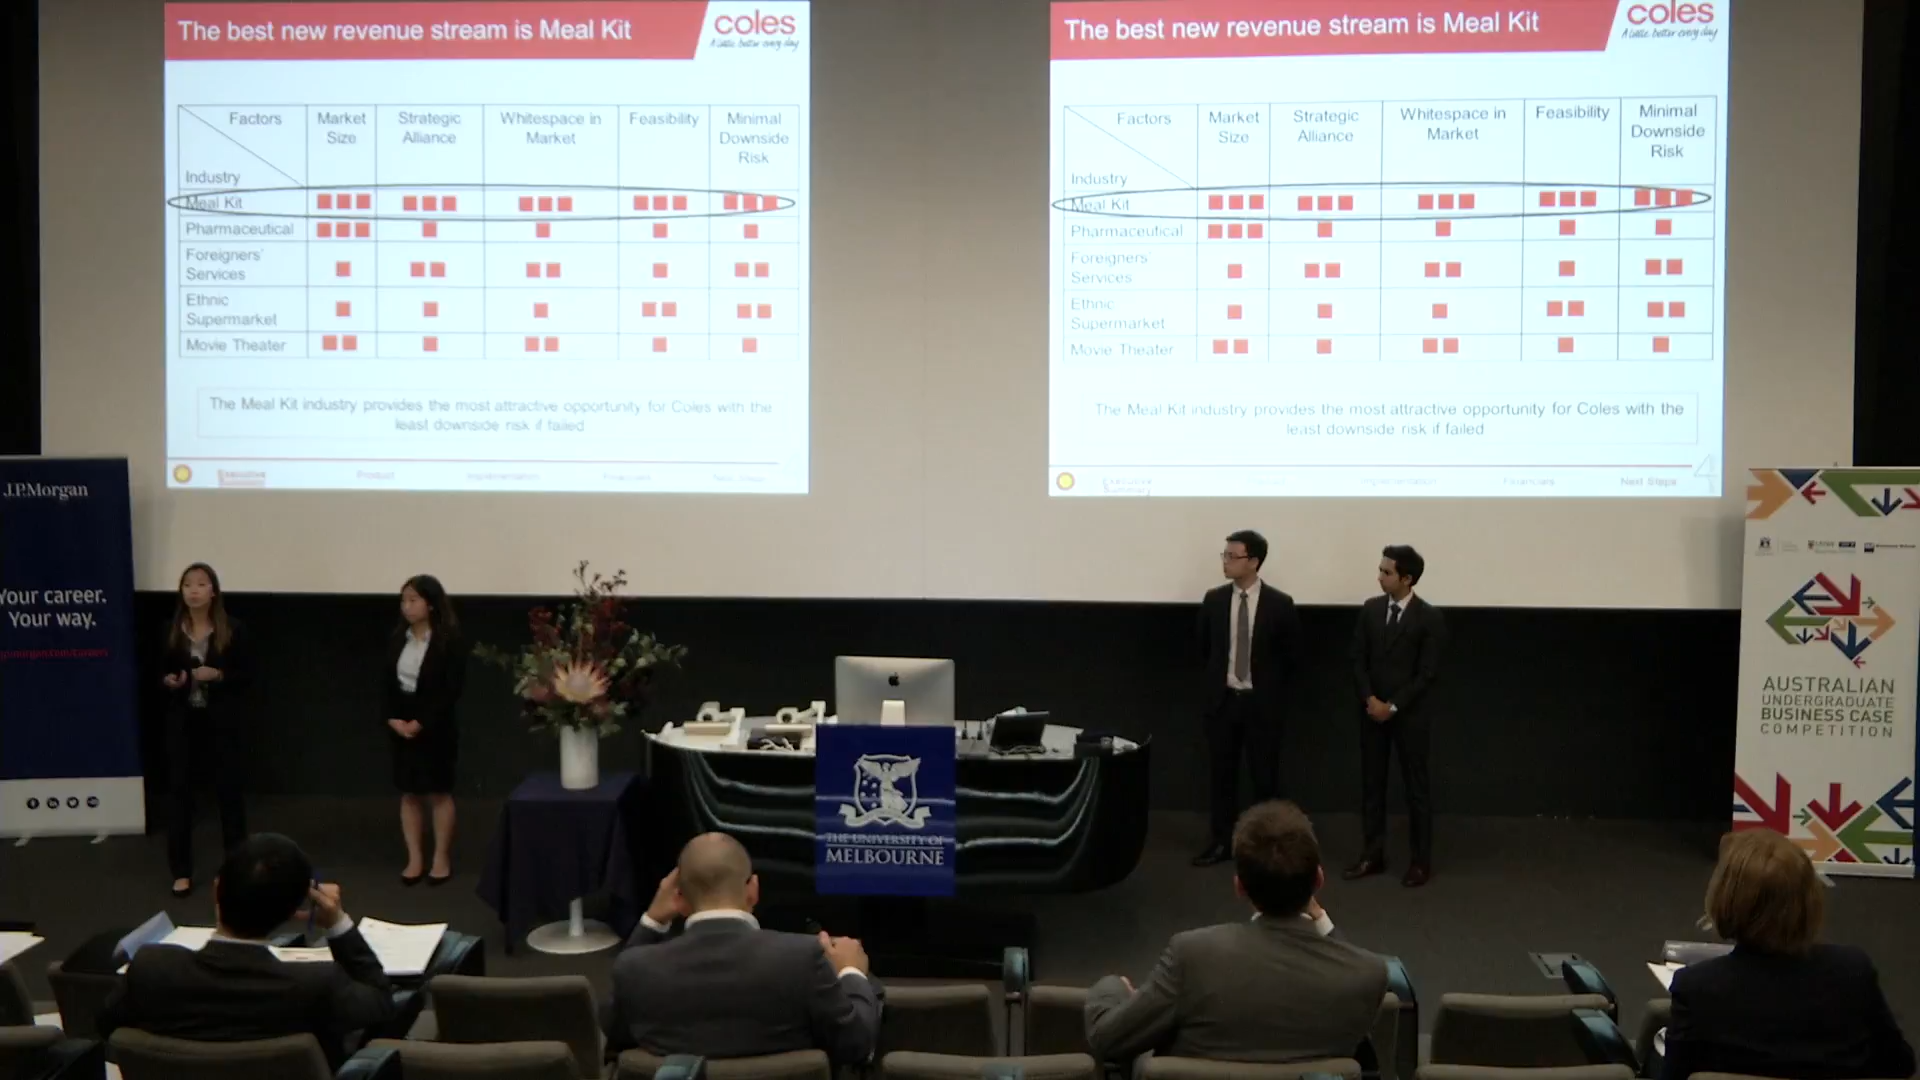 The best new revenue stream is Meal Kit
coles
A little better every day
Factors
Industry
Market
Size
Strategic
Alliance
Whitespace in
Market
Feasibility
Minimal
Downside
Risk
Meal Kit
Pharmaceutical
Foreigners'
Services
Ethnic
Supermarket
Movie Theater
The Meal Kit industry provides the most attractive opportunity for Coles with the
least downside risk if failed
Executive
Summary
Product
Implementation
Financials
Next Steps
The best new revenue stream is Meal Kit
coles
A little better every day
Factors
Industry
Market
Size
Strategic
Alliance
Whitespace in
Market
Feasibility
Minimal
Downside
Risk
Meal Kit
Pharmaceutical
Foreigners'
Services
Ethnic
Supermarket
Movie Theater
The Meal Kit industry provides the most attractive opportunity for Coles with the
least downside risk if failed
Executive
Summary
Implementation
Financials
Next Steps
J.P.Morgan
Your career.
Your way.
THE UNIVERSITY OF
MELBOURNE
AUSTRALIAN
UNDERGRADUATE
BUSINESS CASE
COMPETITION